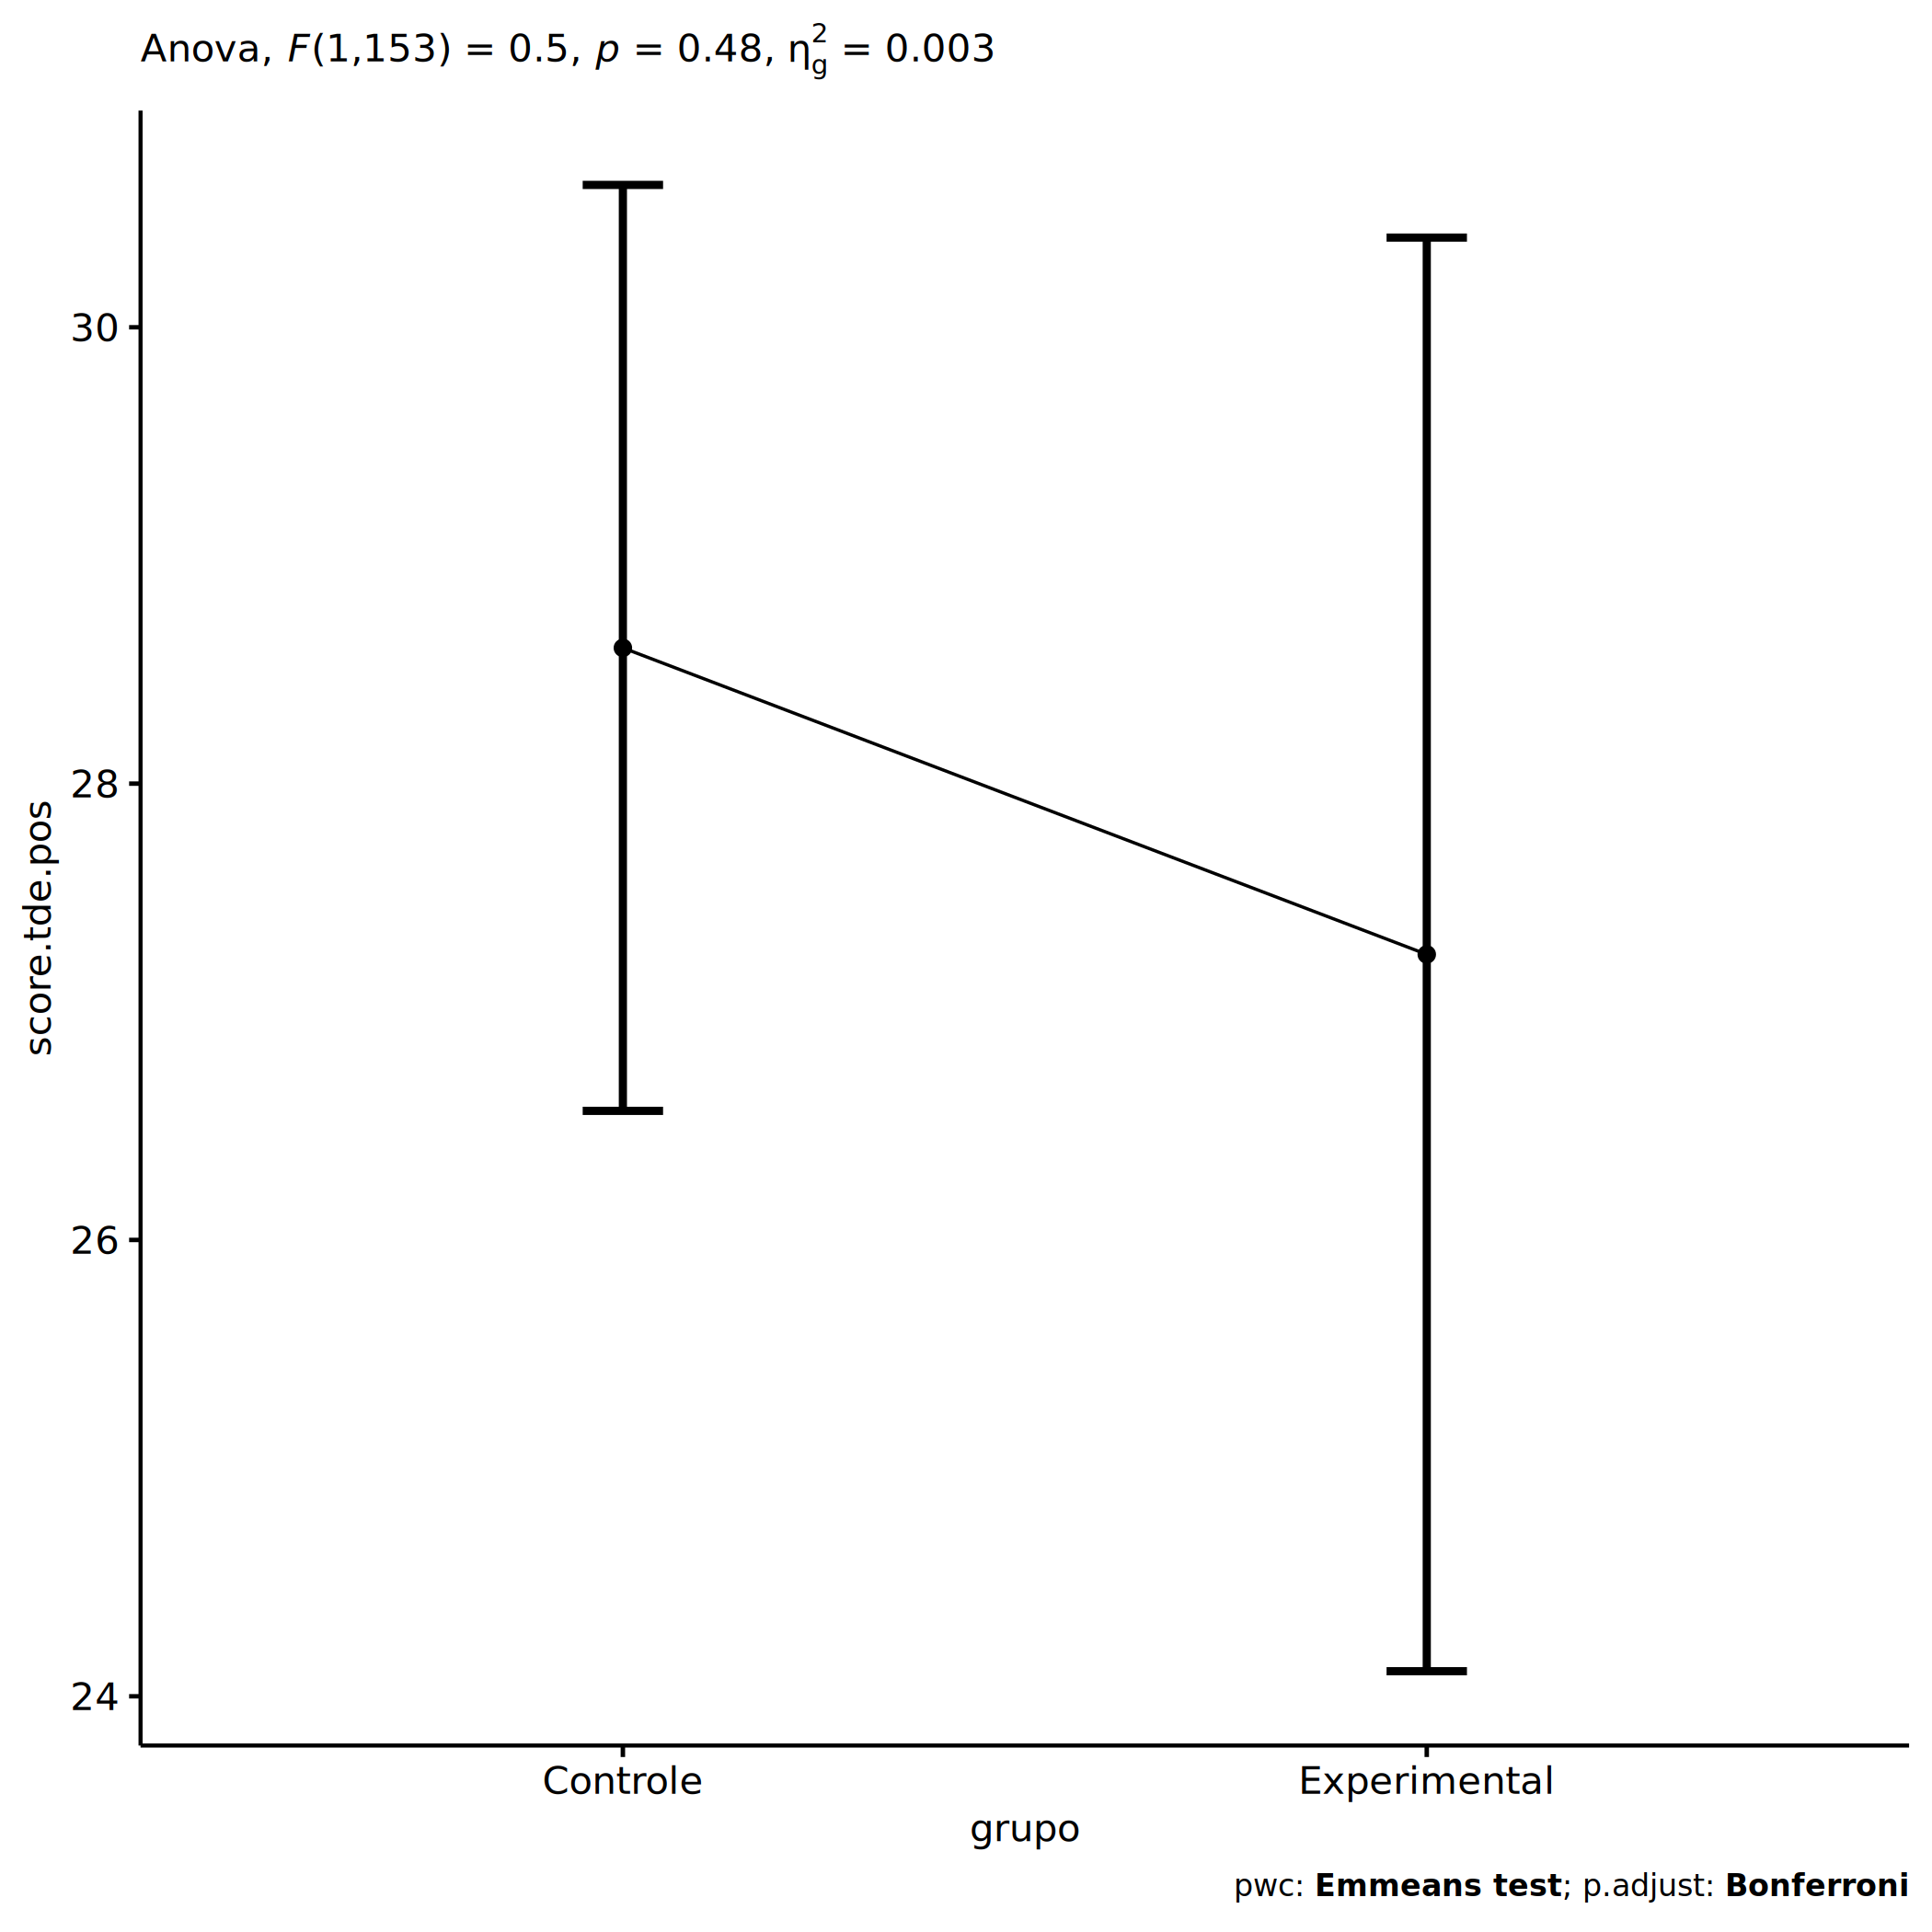 Anova, F(1,153) = 0.5, p = 0.48, η²g = 0.003
30
28
26
24
score.tde.pos
Controle Experimental
grupo
pwc: Emmeans test; p.adjust: Bonferroni